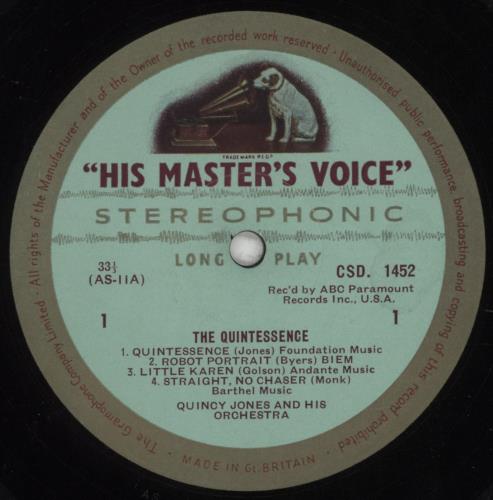 All rights of the Manufacturer and of the Owner of the recorded work reserved · Unauthorised public performance, broadcasting and copying of this record prohibited
TRADE MARK REGD
"HIS MASTER'S VOICE"
STEREOPHONIC
LONG PLAY
33⅓
(AS-11A)
CSD. 1452
Rec'd by ABC Paramount
Records Inc., U.S.A.
1
1
THE QUINTESSENCE
1. QUINTESSENCE (Jones) Foundation Music
2. ROBOT PORTRAIT (Byers) BIEM
3. LITTLE KAREN (Golson) Andante Music
4. STRAIGHT, NO CHASER (Monk)
Barthel Music
QUINCY JONES AND HIS
ORCHESTRA
The Gramophone Company Limited ·
· MADE IN Gt. BRITAIN ·